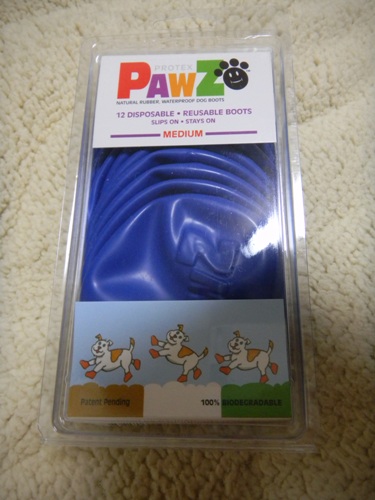 PROTEX
PAWZ
NATURAL RUBBER, WATERPROOF DOG BOOTS
12 DISPOSABLE • REUSABLE BOOTS
SLIPS ON • STAYS ON
MEDIUM
Patent Pending
100% BIODEGRADABLE